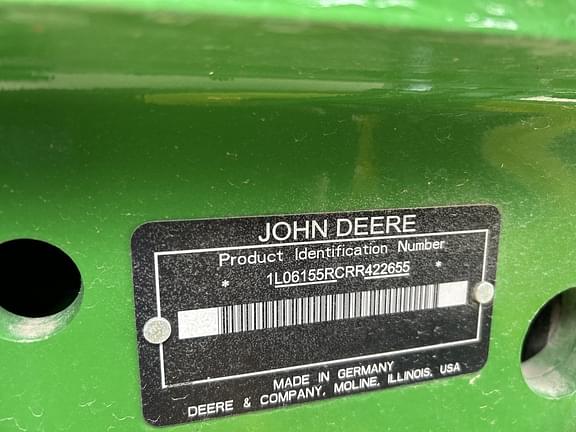 JOHN DEERE
Product Identification Number
* 1L06155RCRR422655 *
MADE IN GERMANY
DEERE & COMPANY, MOLINE, ILLINOIS, USA